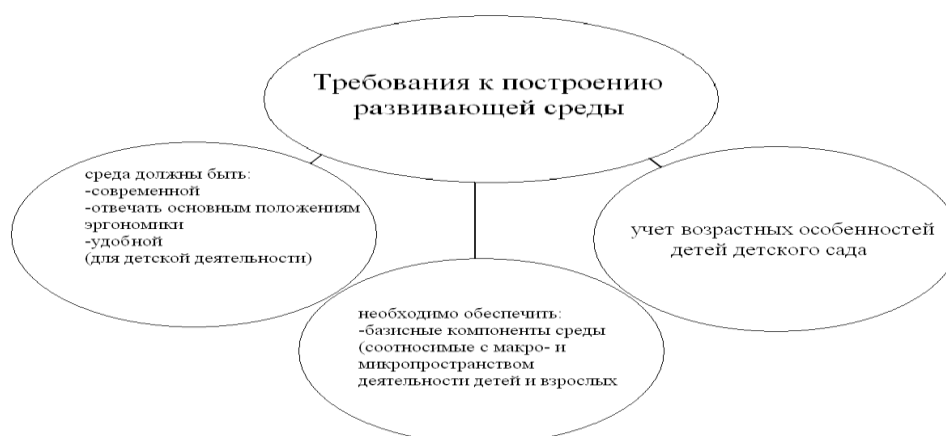 Требования к построению
развивающей среды
среда должны быть:
-современной
-отвечать основным положениям
эргономики
-удобной
(для детской деятельности)
необходимо обеспечить:
-базисные компоненты среды
(соотносимые с макро- и
микропространством
деятельности детей и взрослых
учет возрастных особенностей
детей детского сада